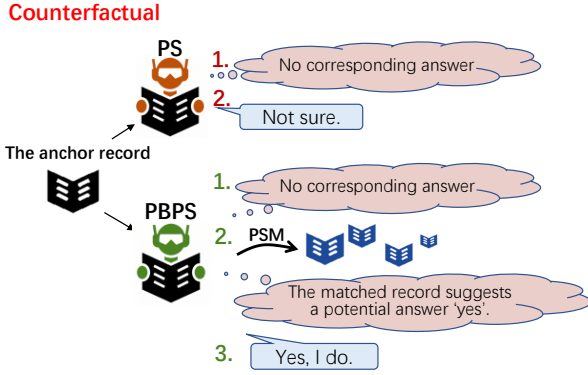 Counterfactual
PS
1.
No corresponding answer
2.
Not sure.
The anchor record
PBPS
1.
No corresponding answer
2.
PSM
The matched record suggests
a potential answer 'yes'.
3.
Yes, I do.